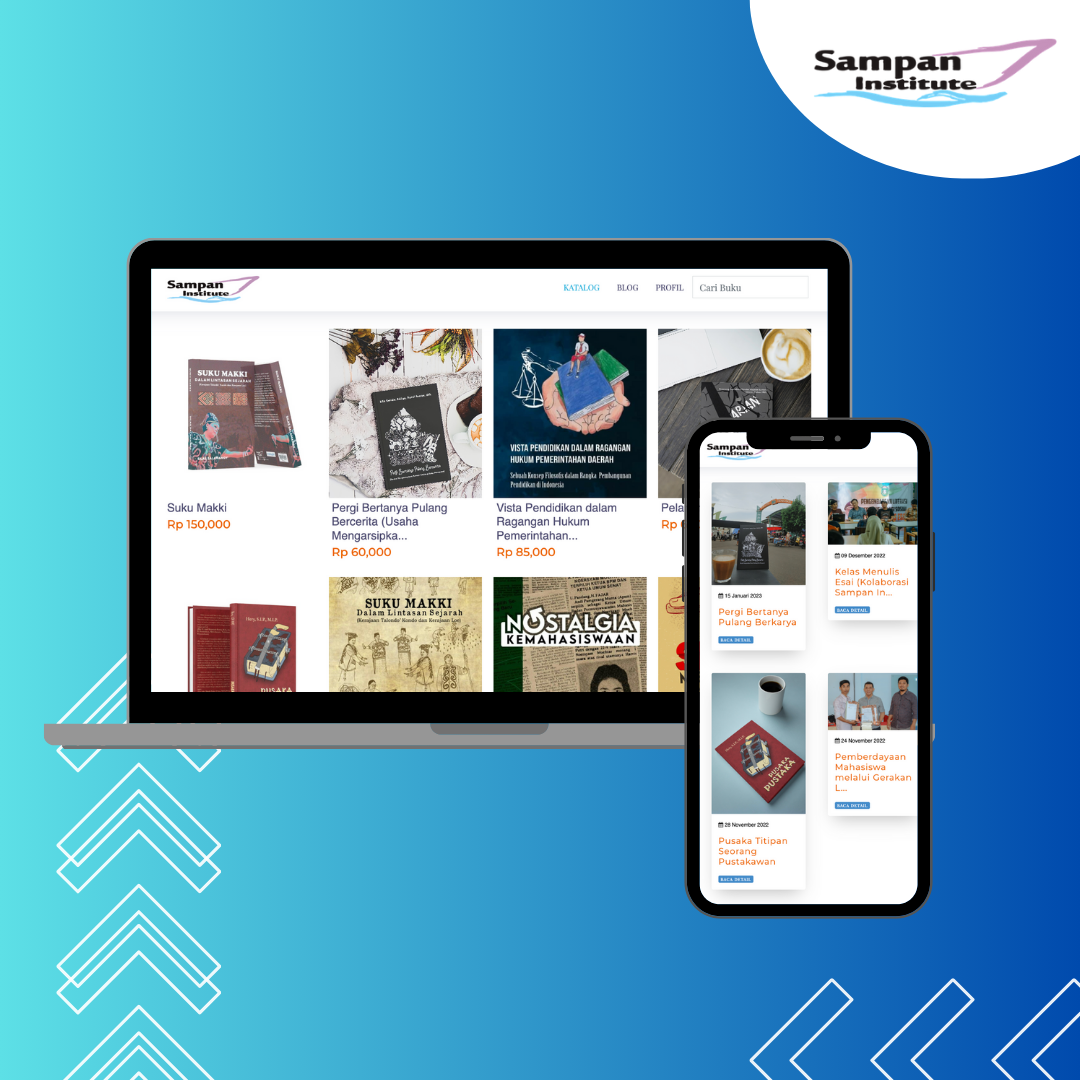 Sampan
Institute
Sampan
Institute
KATALOG
BLOG
PROFIL
Cari Buku
SUKU MAKKI
DALAM LINTASAN SEJARAH
Suku Makki
Rp 150,000
Pergi Bertanya Pulang
Bercerita (Usaha
Mengarsipka...
Rp 60,000
VISTA PENDIDIKAN DALAM RAGANGAN
HUKUM PEMERINTAHAN DAERAH
Sebuah Konsep Filosofis dalam Rangka Pembangunan
Pendidikan di Indonesia
Vista Pendidikan dalam
Ragangan Hukum
Pemerintahan...
Rp 85,000
Pela
Rp
PUSAKA
SUKU MAKKI
Dalam Lintasan Sejarah
NOSTALGIA
KEMAHASISWAAN
Sampan
Institute
15 Januari 2023
Pergi Bertanya
Pulang Berkarya
BACA DETAIL
09 Desember 2022
Kelas Menulis
Esai (Kolaborasi
Sampan In...
BACA DETAIL
PUSAKA
PUSTAKA
28 November 2022
Pusaka Titipan
Seorang
Pustakawan
BACA DETAIL
24 November 2022
Pemberdayaan
Mahasiswa
melalui Gerakan
L...
BACA DETAIL